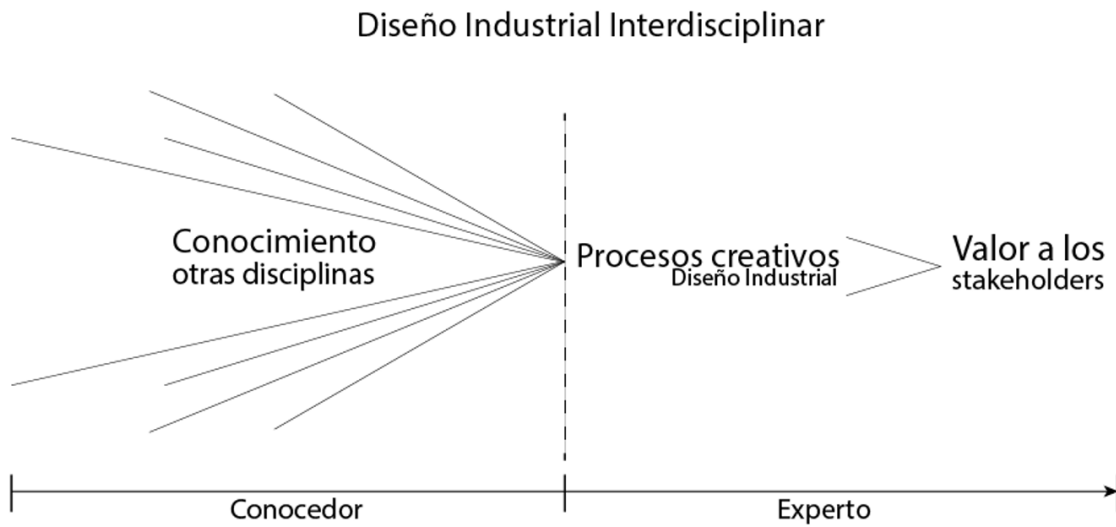 Diseño Industrial Interdisciplinar
Conocimiento
otras disciplinas
Procesos creativos
Diseño Industrial
Valor a los
stakeholders
Conocedor
Experto